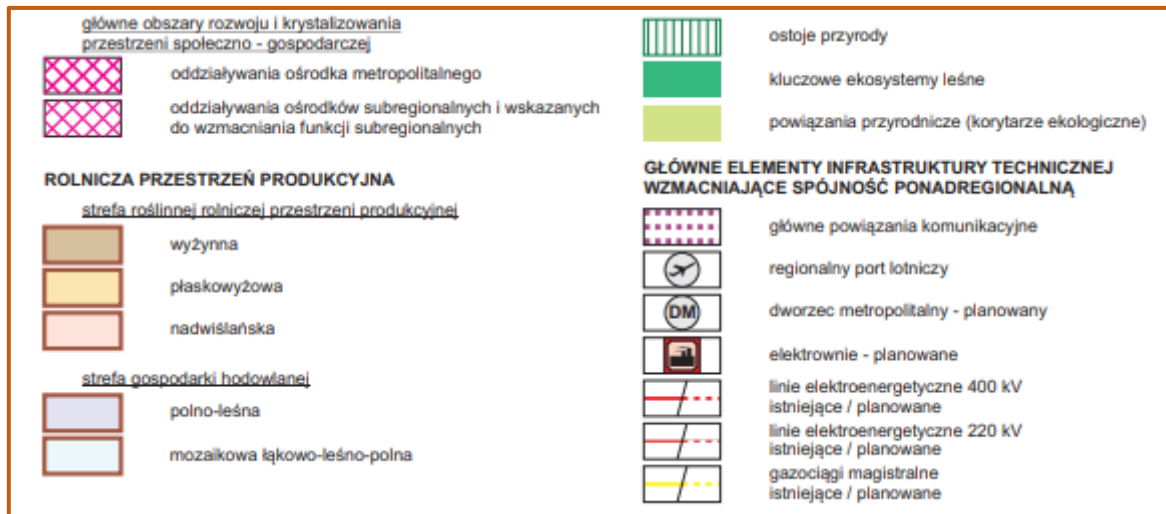 główne obszary rozwoju i krystalizowania
przestrzeni społeczno - gospodarczej
oddziaływania ośrodka metropolitalnego
oddziaływania ośrodków subregionalnych i wskazanych
do wzmacniania funkcji subregionalnych
ROLNICZA PRZESTRZEŃ PRODUKCYJNA
strefa roślinnej rolniczej przestrzeni produkcyjnej
wyżynna
płaskowyżowa
nadwiślańska
strefa gospodarki hodowlanej
polno-leśna
mozaikowa łąkowo-leśno-polna
ostoje przyrody
kluczowe ekosystemy leśne
powiązania przyrodnicze (korytarze ekologiczne)
GŁÓWNE ELEMENTY INFRASTRUKTURY TECHNICZNEJ
WZMACNIAJĄCE SPÓJNOŚĆ PONADREGIONALNĄ
główne powiązania komunikacyjne
regionalny port lotniczy
DM
dworzec metropolitalny - planowany
elektrownie - planowane
linie elektroenergetyczne 400 kV
istniejące / planowane
linie elektroenergetyczne 220 kV
istniejące / planowane
gazociągi magistralne
istniejące / planowane